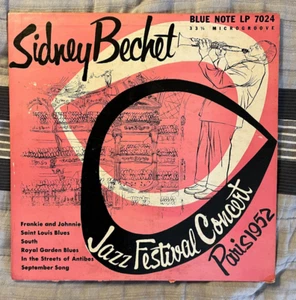 Sidney Bechet
BLUE NOTE LP 7024
33⅓ MICROGROOVE
Frankie and Johnnie
Saint Louis Blues
South
Royal Garden Blues
In the Streets of Antibes
September Song
Jazz Festival Concert
Paris 1952